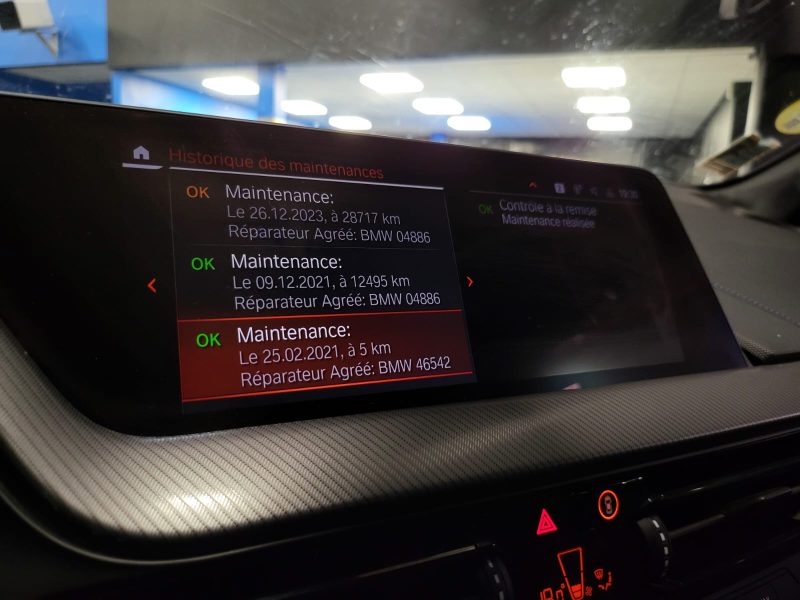 Historique des maintenances
OK Maintenance:
Le 26.12.2023, à 28717 km
Réparateur Agréé: BMW 04886
OK Maintenance:
Le 09.12.2021, à 12495 km
Réparateur Agréé: BMW 04886
OK Maintenance:
Le 25.02.2021, à 5 km
Réparateur Agréé: BMW 46542
OK Contrôle à la remise
Maintenance réalisée